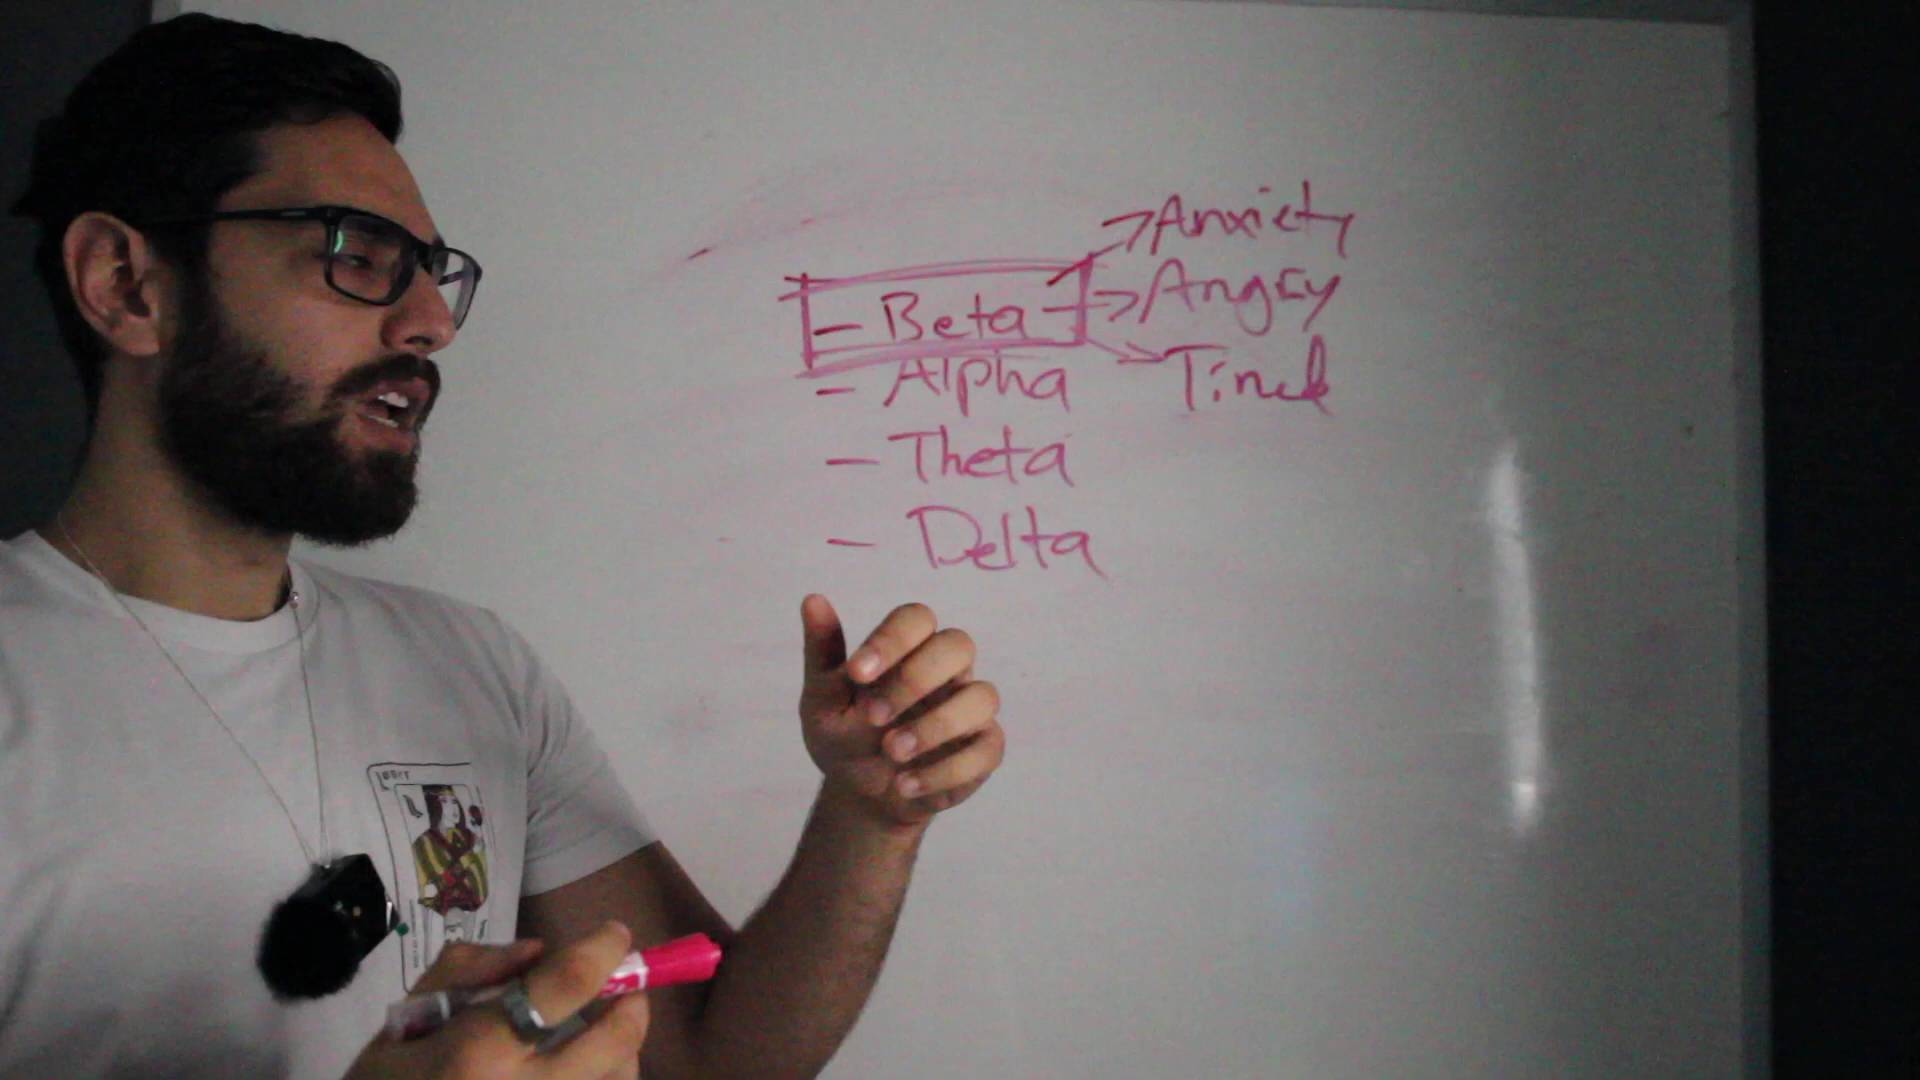 → Anxiety
- Beta → Angry
→ Tired
- Alpha
- Theta
- Delta